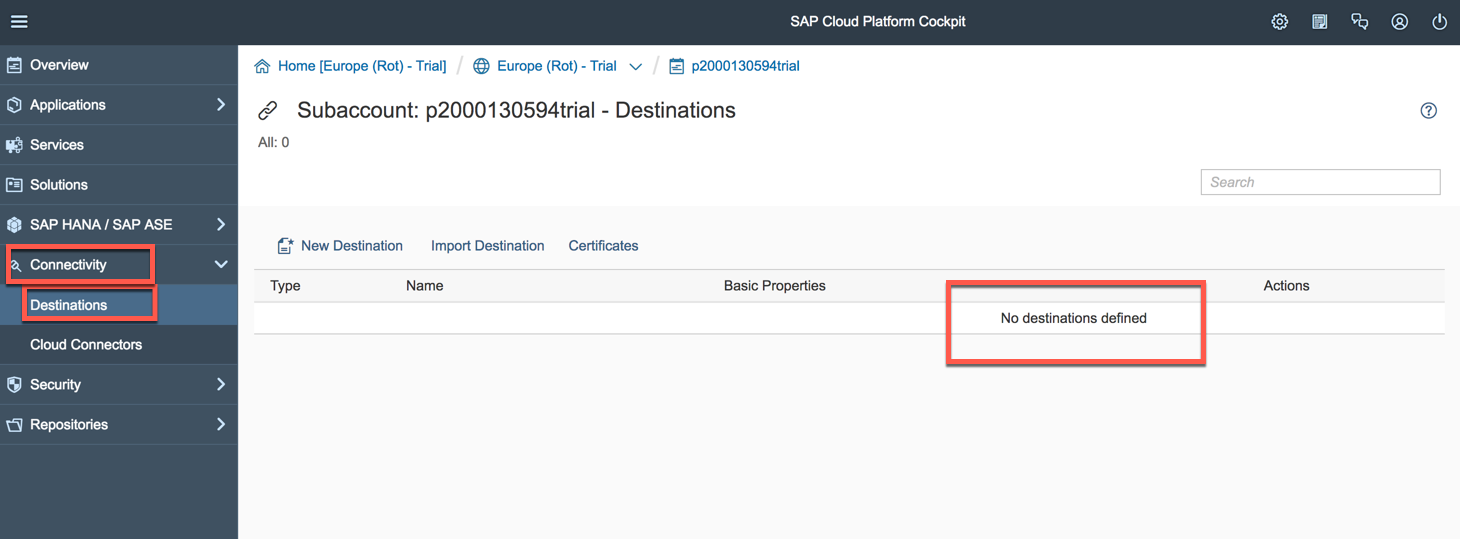 SAP Cloud Platform Cockpit
Overview
Applications
Services
Solutions
SAP HANA / SAP ASE
Connectivity
Destinations
Cloud Connectors
Security
Repositories
Home [Europe (Rot) - Trial] / Europe (Rot) - Trial / p2000130594trial
Subaccount: p2000130594trial - Destinations
All: 0
Search
New Destination Import Destination Certificates
Type Name Basic Properties Actions
No destinations defined